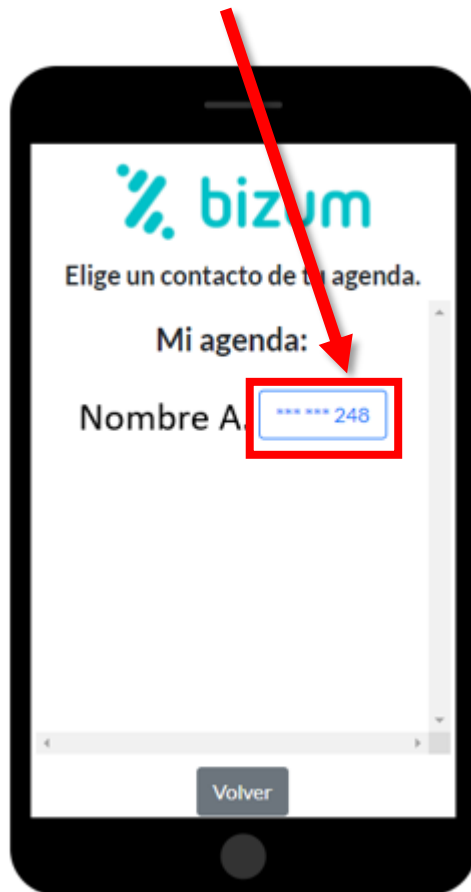 bizum
Elige un contacto de tu agenda.
Mi agenda:
Nombre A. *** *** 248
Volver